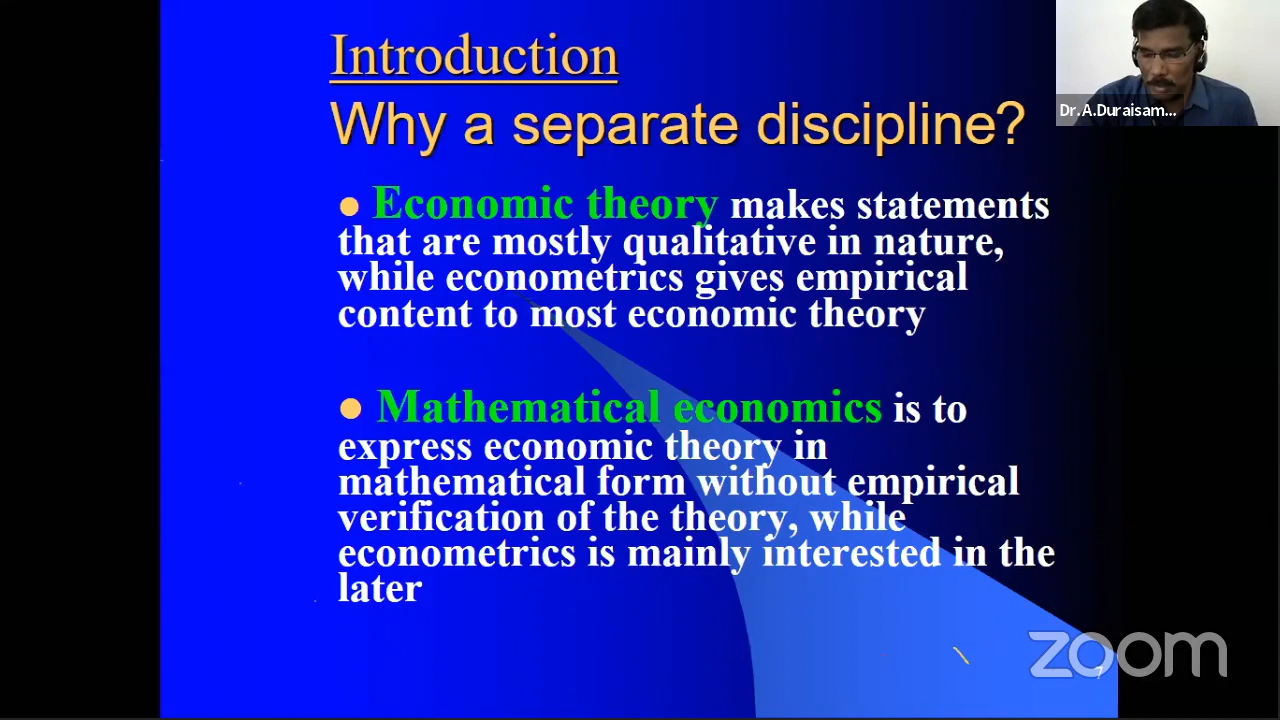 Introduction
Why a separate discipline?
Dr.A.Duraisam...
● Economic theory makes statements
that are mostly qualitative in nature,
while econometrics gives empirical
content to most economic theory
● Mathematical economics is to
express economic theory in
mathematical form without empirical
verification of the theory, while
econometrics is mainly interested in the
later
zoom
7